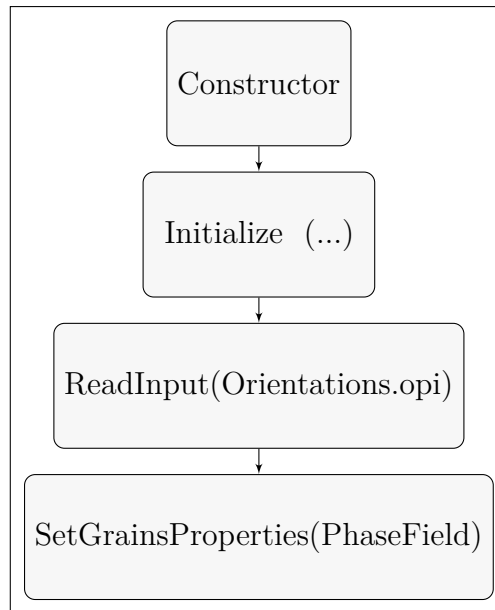 Constructor
Initialize (...)
ReadInput(Orientations.opi)
SetGrainsProperties(PhaseField)